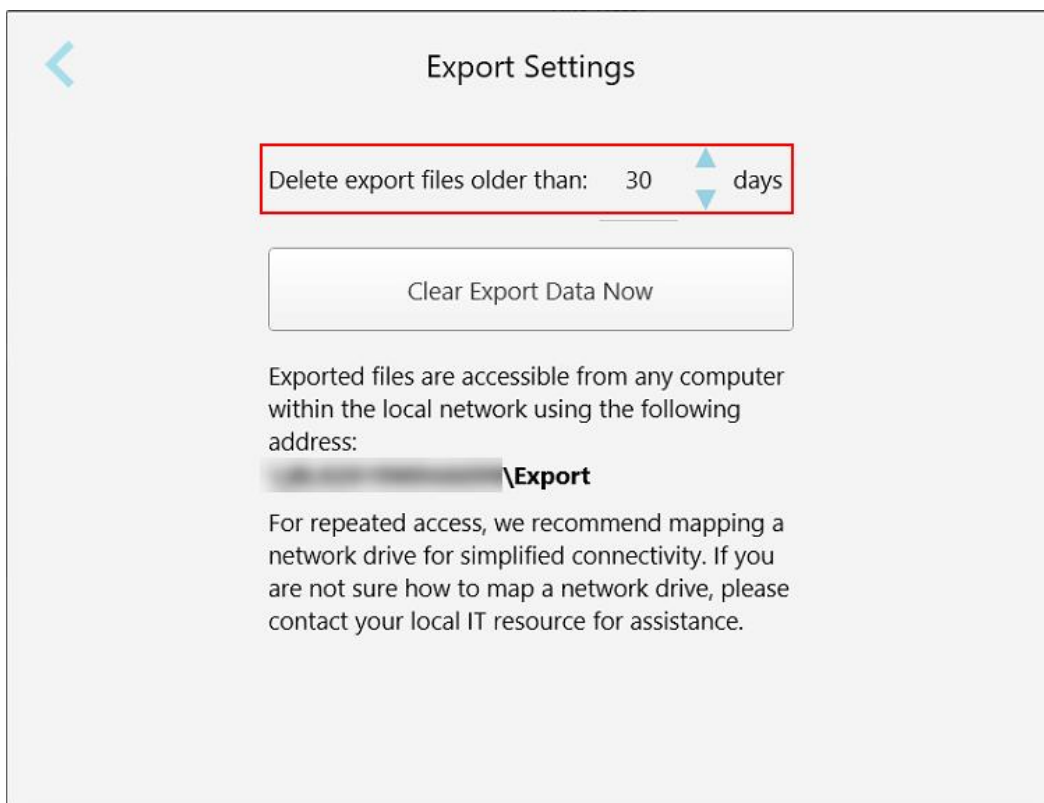 Export Settings
Delete export files older than: 30 days
Clear Export Data Now
Exported files are accessible from any computer
within the local network using the following
address:
\Export
For repeated access, we recommend mapping a
network drive for simplified connectivity. If you
are not sure how to map a network drive, please
contact your local IT resource for assistance.